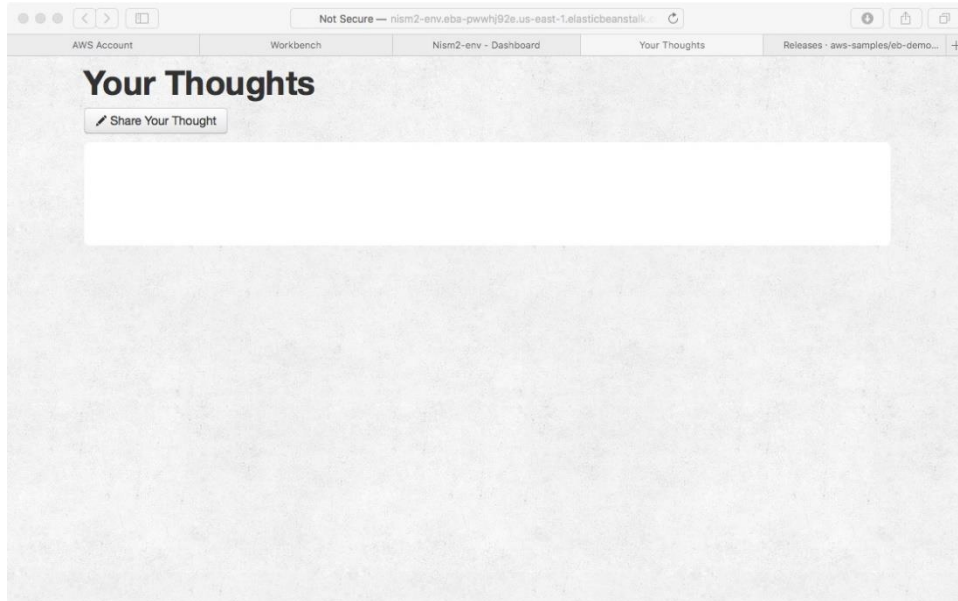 Not Secure — nism2-env.eba-pwwhj92e.us-east-1.elasticbeanstalk.
AWS Account
Workbench
Nism2-env - Dashboard
Your Thoughts
Releases · aws-samples/eb-demo...
Your Thoughts
Share Your Thought